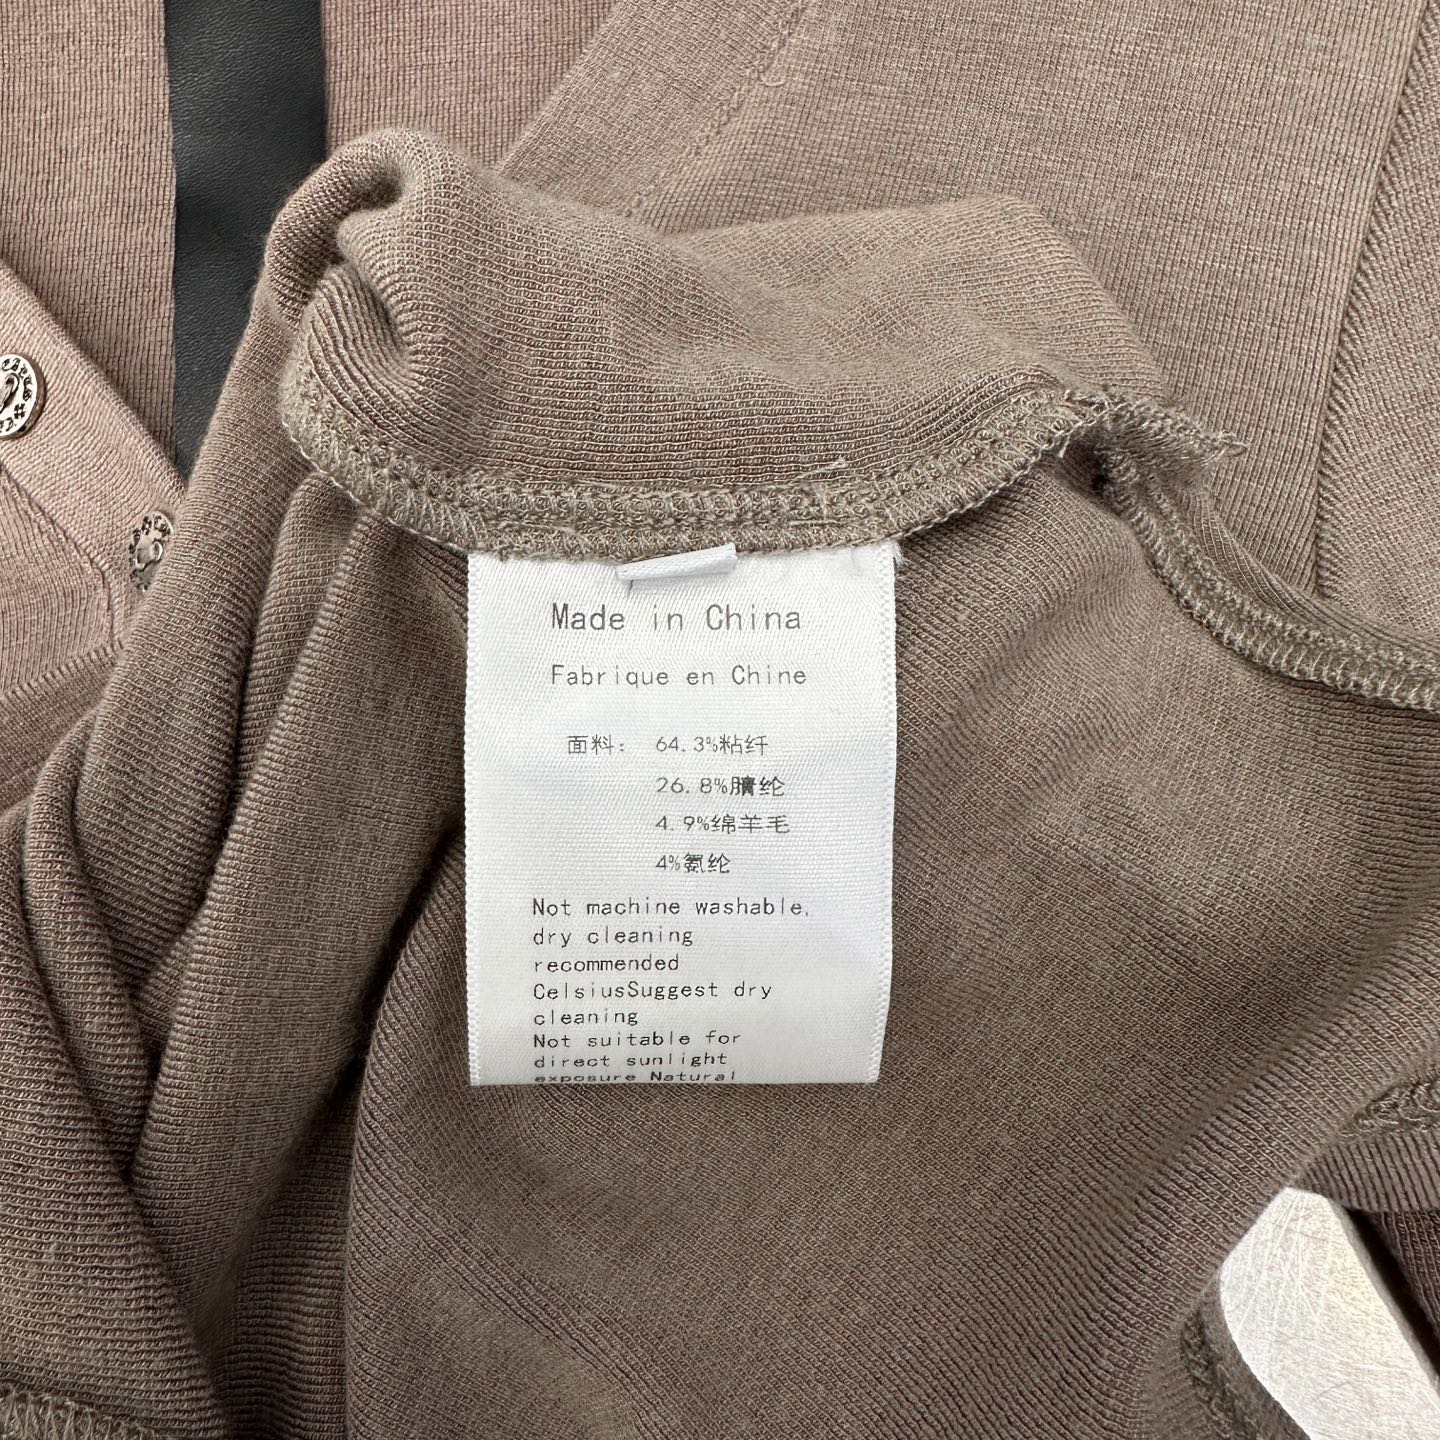 Made in China
Fabrique en Chine
面料: 64.3%粘纤
26.8%腈纶
4.9%绵羊毛
4%氨纶
Not machine washable,
dry cleaning
recommended
CelsiusSuggest dry
cleaning
Not suitable for
direct sunlight
exposure Natural